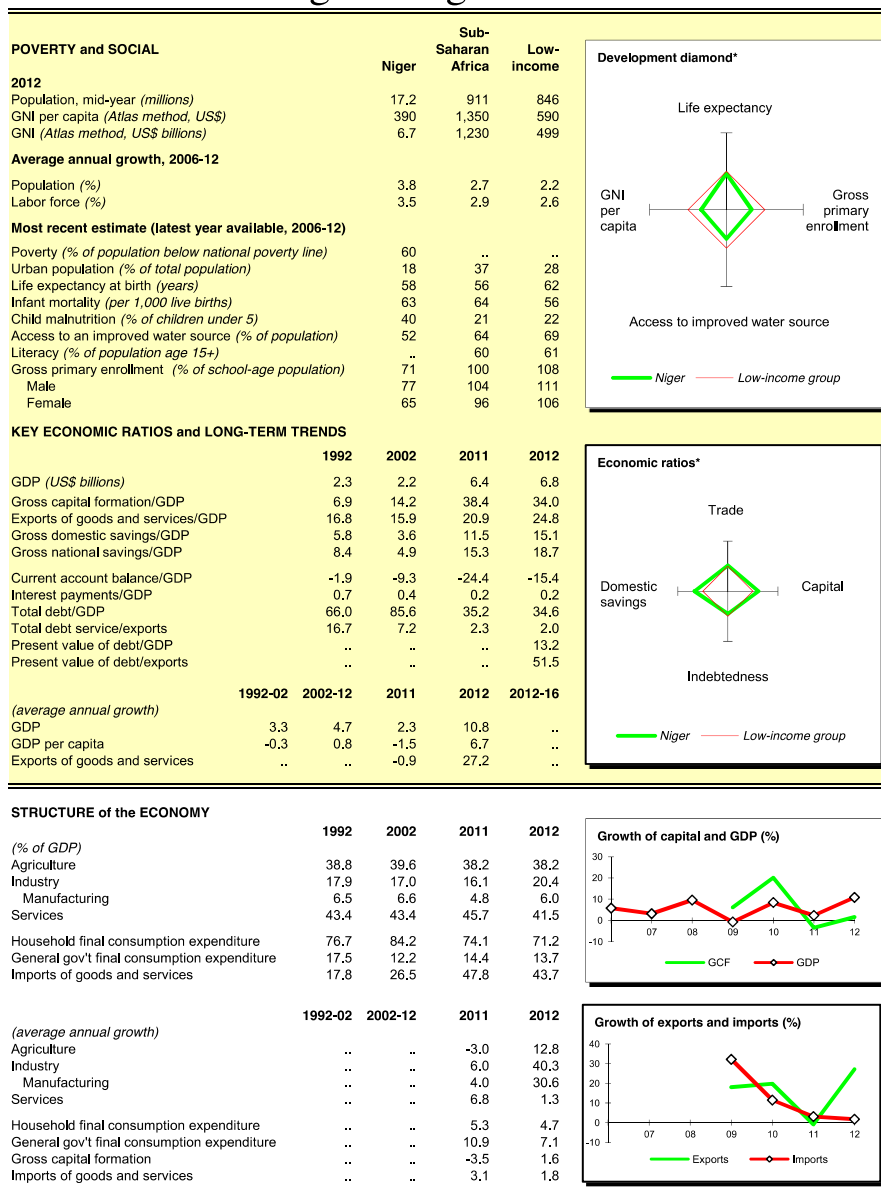 POVERTY and SOCIAL
Sub-
Saharan Low-
Niger Africa income
2012
Population, mid-year (millions) 17.2 911 846
GNI per capita (Atlas method, US$) 390 1,350 590
GNI (Atlas method, US$ billions) 6.7 1,230 499
Average annual growth, 2006-12
Population (%) 3.8 2.7 2.2
Labor force (%) 3.5 2.9 2.6
Most recent estimate (latest year available, 2006-12)
Poverty (% of population below national poverty line) 60 .. ..
Urban population (% of total population) 18 37 28
Life expectancy at birth (years) 58 56 62
Infant mortality (per 1,000 live births) 63 64 56
Child malnutrition (% of children under 5) 40 21 22
Access to an improved water source (% of population) 52 64 69
Literacy (% of population age 15+) .. 60 61
Gross primary enrollment (% of school-age population) 71 100 108
Male 77 104 111
Female 65 96 106
Development diamond*
Life expectancy
GNI
per
capita
Gross
primary
enrollment
Access to improved water source
Niger Low-income group
KEY ECONOMIC RATIOS and LONG-TERM TRENDS
1992 2002 2011 2012
GDP (US$ billions) 2.3 2.2 6.4 6.8
Gross capital formation/GDP 6.9 14.2 38.4 34.0
Exports of goods and services/GDP 16.8 15.9 20.9 24.8
Gross domestic savings/GDP 5.8 3.6 11.5 15.1
Gross national savings/GDP 8.4 4.9 15.3 18.7
Current account balance/GDP -1.9 -9.3 -24.4 -15.4
Interest payments/GDP 0.7 0.4 0.2 0.2
Total debt/GDP 66.0 85.6 35.2 34.6
Total debt service/exports 16.7 7.2 2.3 2.0
Present value of debt/GDP .. .. .. 13.2
Present value of debt/exports .. .. .. 51.5
1992-02 2002-12 2011 2012 2012-16
(average annual growth)
GDP 3.3 4.7 2.3 10.8 ..
GDP per capita -0.3 0.8 -1.5 6.7 ..
Exports of goods and services .. .. -0.9 27.2 ..
Economic ratios*
Trade
Domestic
savings
Capital
Indebtedness
Niger Low-income group
STRUCTURE of the ECONOMY
1992 2002 2011 2012
(% of GDP)
Agriculture 38.8 39.6 38.2 38.2
Industry 17.9 17.0 16.1 20.4
Manufacturing 6.5 6.6 4.8 6.0
Services 43.4 43.4 45.7 41.5
Household final consumption expenditure 76.7 84.2 74.1 71.2
General gov't final consumption expenditure 17.5 12.2 14.4 13.7
Imports of goods and services 17.8 26.5 47.8 43.7
Growth of capital and GDP (%)
30
20
10
0
-10
07 08 09 10 11 12
GCF GDP
1992-02 2002-12 2011 2012
(average annual growth)
Agriculture .. .. -3.0 12.8
Industry .. .. 6.0 40.3
Manufacturing .. .. 4.0 30.6
Services .. .. 6.8 1.3
Household final consumption expenditure .. .. 5.3 4.7
General gov't final consumption expenditure .. .. 10.9 7.1
Gross capital formation .. .. -3.5 1.6
Imports of goods and services .. .. 3.1 1.8
Growth of exports and imports (%)
40
30
20
10
0
-10
07 08 09 10 11 12
Exports Imports